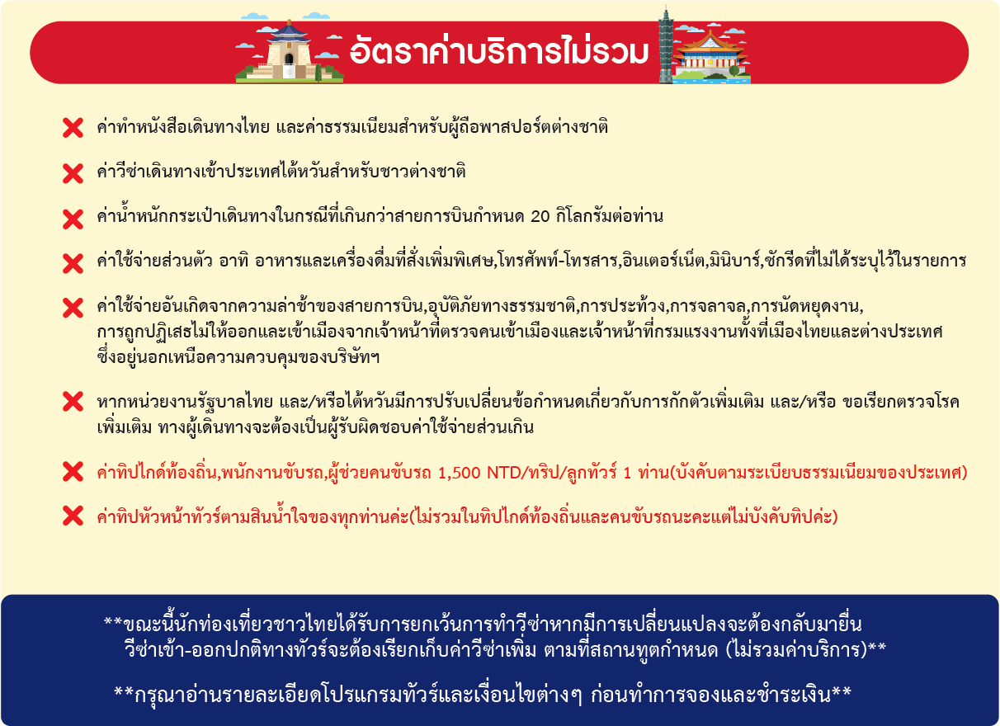 อัตราค่าบริการไม่รวม
ค่าทำหนังสือเดินทางไทย และค่าธรรมเนียมสำหรับผู้ถือพาสปอร์ตต่างชาติ
ค่าวีซ่าเดินทางเข้าประเทศไต้หวันสำหรับชาวต่างชาติ
ค่าน้ำหนักกระเป๋าเดินทางในกรณีที่เกินกว่าสายการบินกำหนด 20 กิโลกรัมต่อท่าน
ค่าใช้จ่ายส่วนตัว อาทิ อาหารและเครื่องดื่มที่สั่งเพิ่มพิเศษ,โทรศัพท์-โทรสาร,อินเตอร์เน็ต,มินิบาร์,ซักรีดที่ไม่ได้ระบุไว้ในรายการ
ค่าใช้จ่ายอันเกิดจากความล่าช้าของสายการบิน,อุบัติภัยทางธรรมชาติ,การประท้วง,การจลาจล,การนัดหยุดงาน,
การถูกปฏิเสธไม่ให้ออกและเข้าเมืองจากเจ้าหน้าที่ตรวจคนเข้าเมืองและเจ้าหน้าที่กรมแรงงานทั้งที่เมืองไทยและต่างประเทศ
ซึ่งอยู่นอกเหนือความควบคุมของบริษัทฯ
หากหน่วยงานรัฐบาลไทย และ/หรือไต้หวันมีการปรับเปลี่ยนข้อกำหนดเกี่ยวกับการกักตัวเพิ่มเติม และ/หรือ ขอเรียกตรวจโรค
เพิ่มเติม ทางผู้เดินทางจะต้องเป็นผู้รับผิดชอบค่าใช้จ่ายส่วนเกิน
ค่าทิปไกด์ท้องถิ่น,พนักงานขับรถ,ผู้ช่วยคนขับรถ 1,500 NTD/ทริป/ลูกทัวร์ 1 ท่าน(บังคับตามระเบียบธรรมเนียมของประเทศ)
ค่าทิปหัวหน้าทัวร์ตามสินน้ำใจของทุกท่านค่ะ(ไม่รวมในทิปไกด์ท้องถิ่นและคนขับรถนะคะแต่ไม่บังคับทิปค่ะ)
**ขณะนี้นักท่องเที่ยวชาวไทยได้รับการยกเว้นการทำวีซ่าหากมีการเปลี่ยนแปลงจะต้องกลับมายื่น
วีซ่าเข้า-ออกปกติทางทัวร์จะต้องเรียกเก็บค่าวีซ่าเพิ่ม ตามที่สถานทูตกำหนด (ไม่รวมค่าบริการ)**
**กรุณาอ่านรายละเอียดโปรแกรมทัวร์และเงื่อนไขต่างๆ ก่อนทำการจองและชำระเงิน**